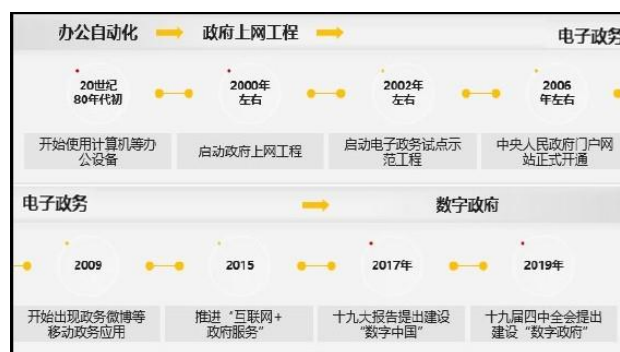 办公自动化 政府上网工程 电子政务
20世纪
80年代初
2000年
左右
2002年
左右
2006
年左右
开始使用计算机等办
公设备
启动政府上网工程
启动电子政务试点示
范工程
中央人民政府门户网
站正式开通
电子政务 数字政府
2009
2015
2017年
2019年
开始出现政务微博等
移动政务应用
推进“互联网+
政府服务”
十九大报告提出建设
“数字中国”
十九届四中全会提出
建设“数字政府”